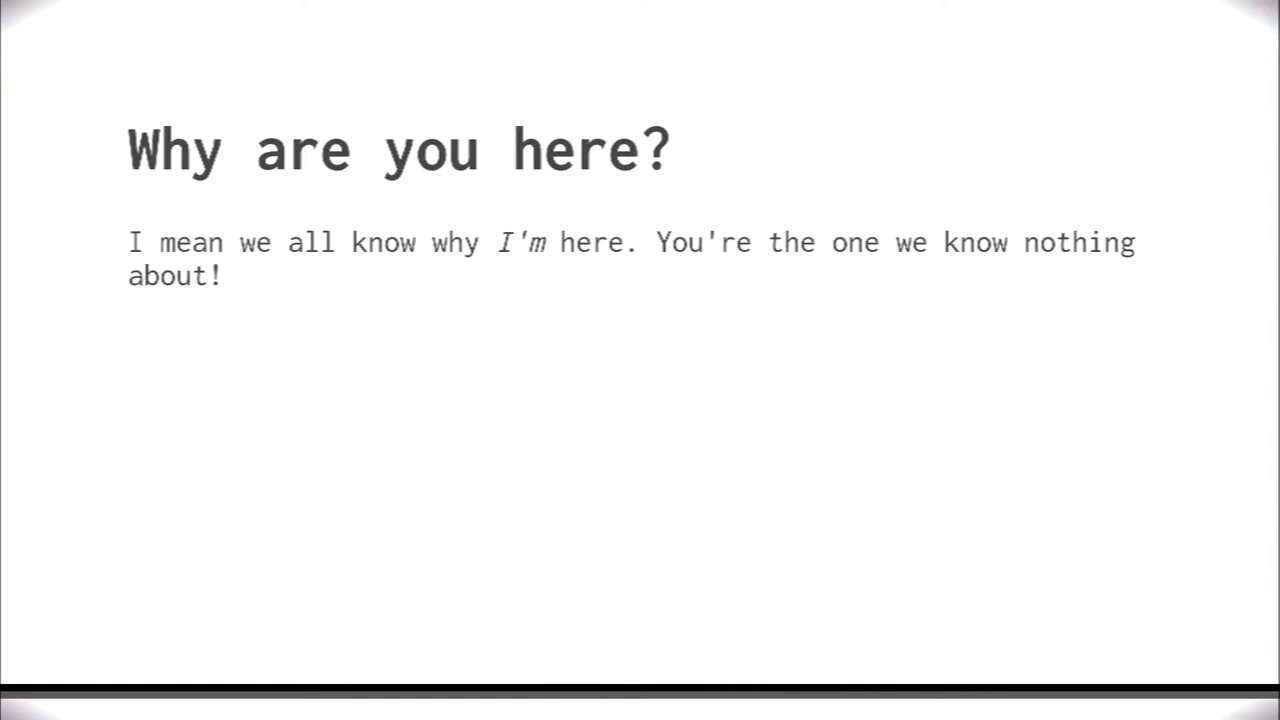 Why are you here?
I mean we all know why I'm here. You're the one we know nothing
about!